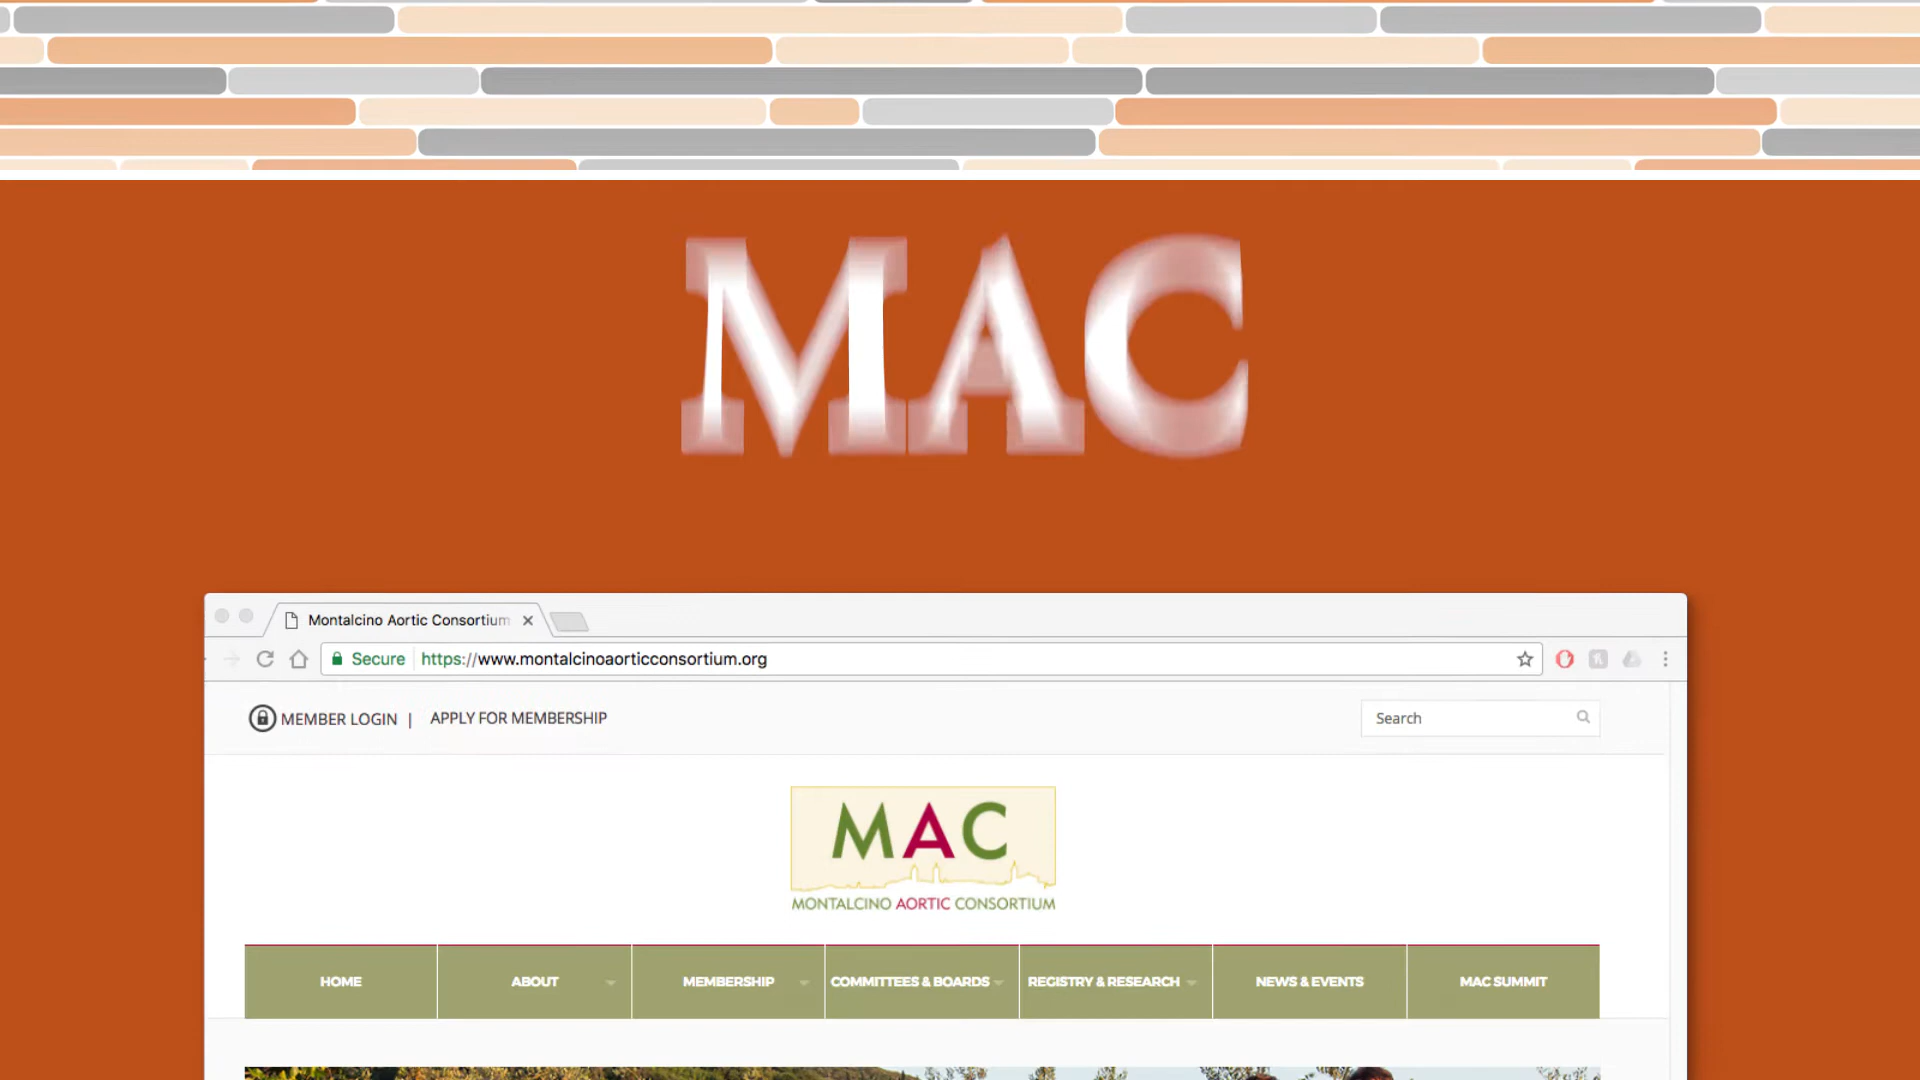 MAC
Montalcino Aortic Consortium
Secure https://www.montalcinoaorticconsortium.org
MEMBER LOGIN | APPLY FOR MEMBERSHIP
Search
MAC
MONTALCINO AORTIC CONSORTIUM
HOME ABOUT MEMBERSHIP COMMITTEES & BOARDS REGISTRY & RESEARCH NEWS & EVENTS MAC SUMMIT